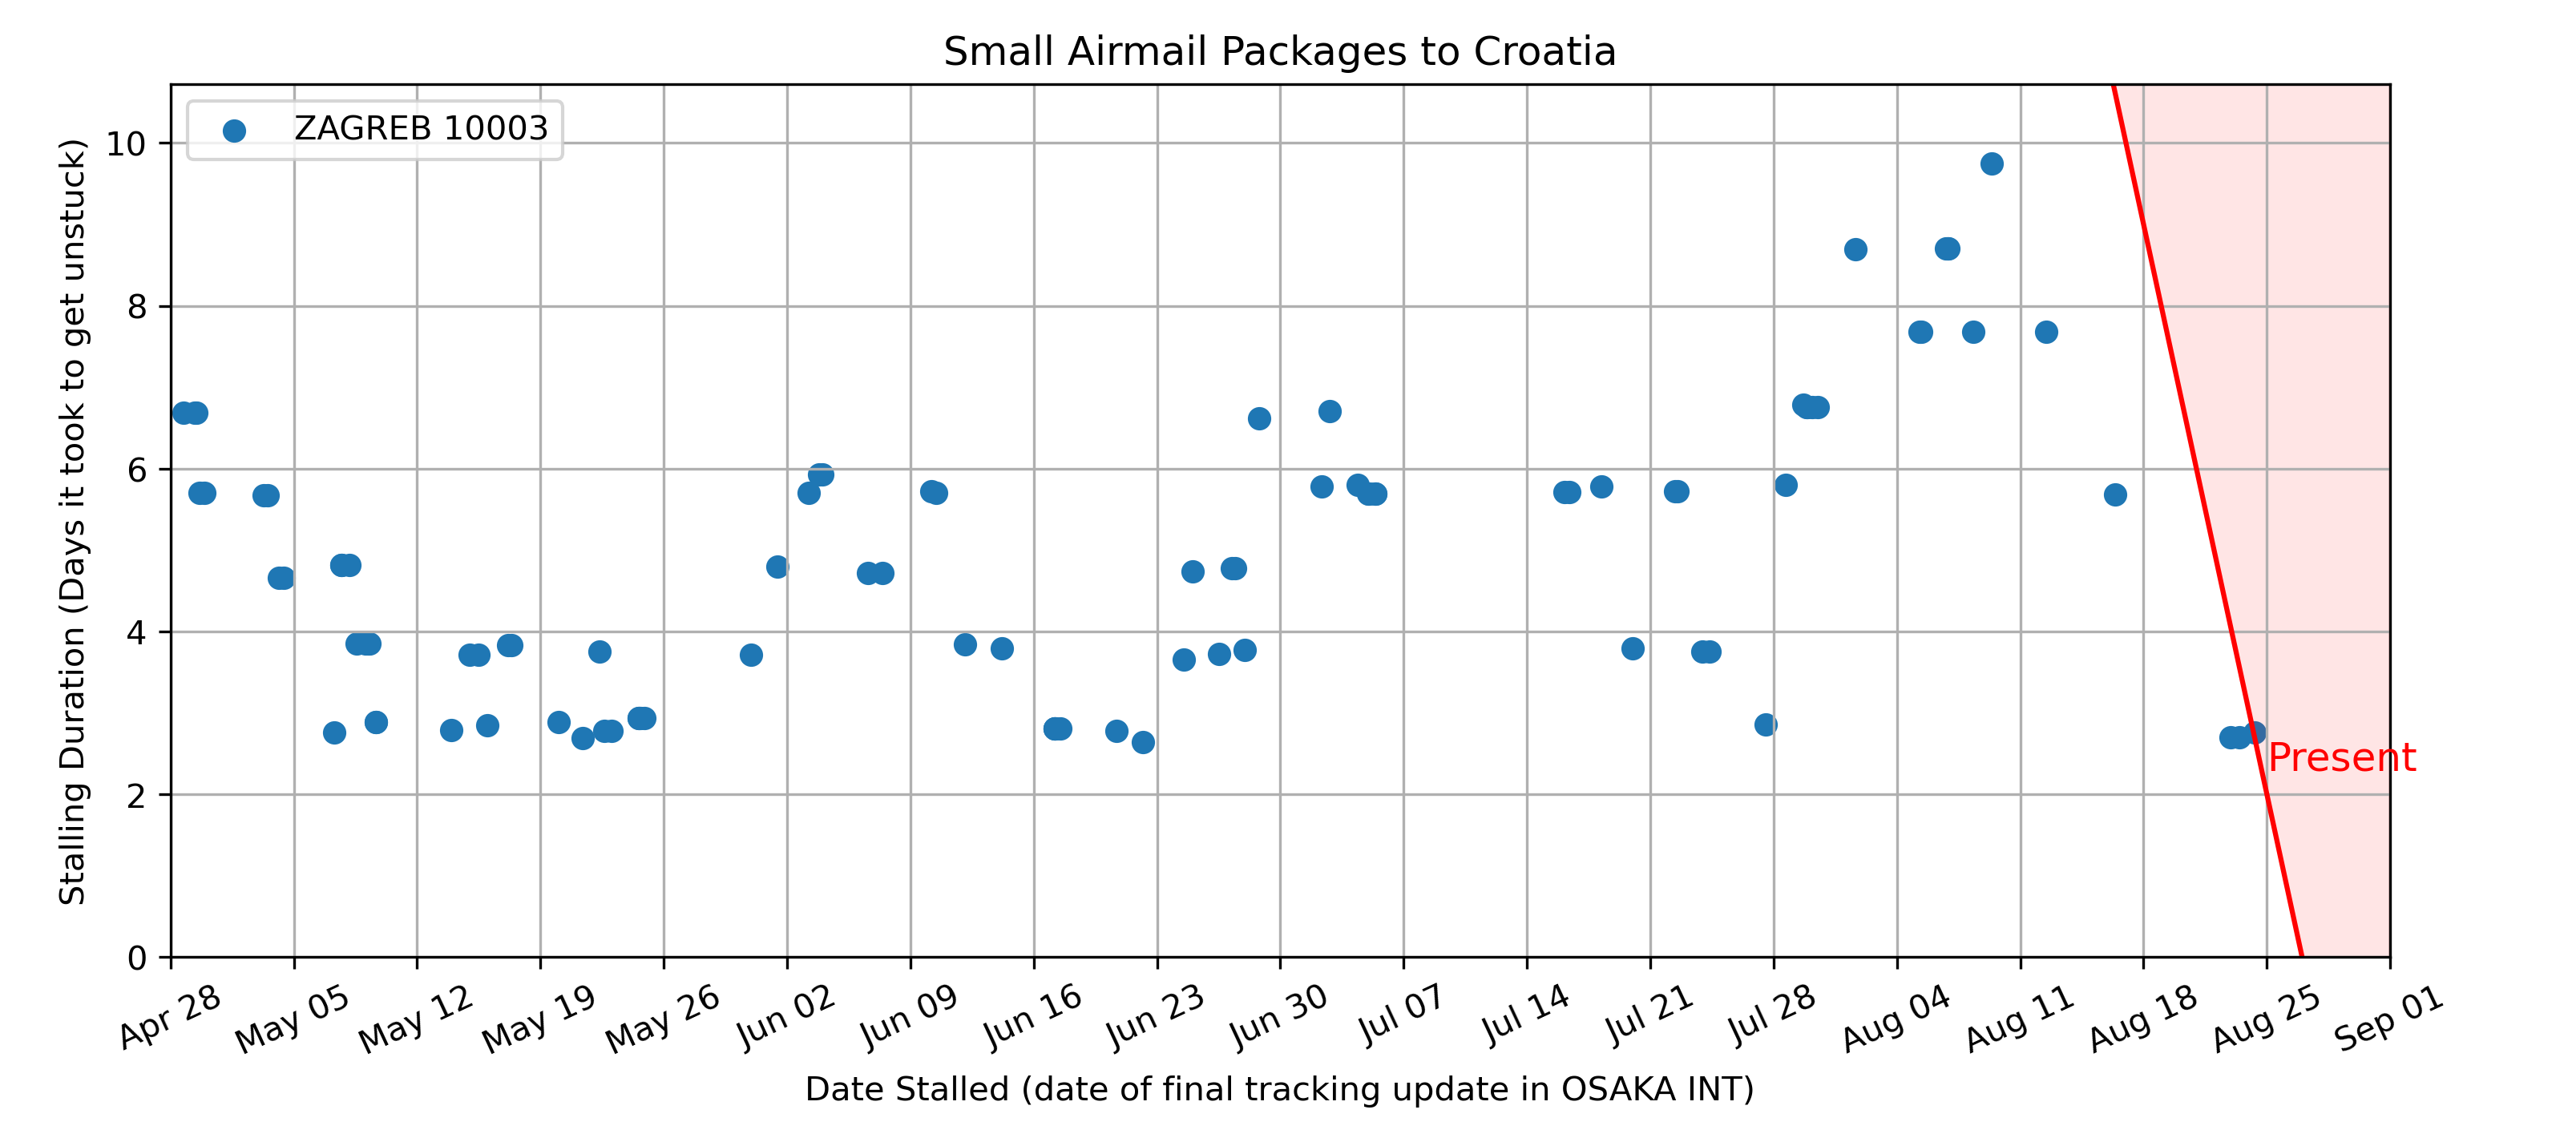 Small Airmail Packages to Croatia
ZAGREB 10003
Stalling Duration (Days it took to get unstuck)
10
8
6
4
2
0
Present
Apr 28
May 05
May 12
May 19
May 26
Jun 02
Jun 09
Jun 16
Jun 23
Jun 30
Jul 07
Jul 14
Jul 21
Jul 28
Aug 04
Aug 11
Aug 18
Aug 25
Sep 01
Date Stalled (date of final tracking update in OSAKA INT)